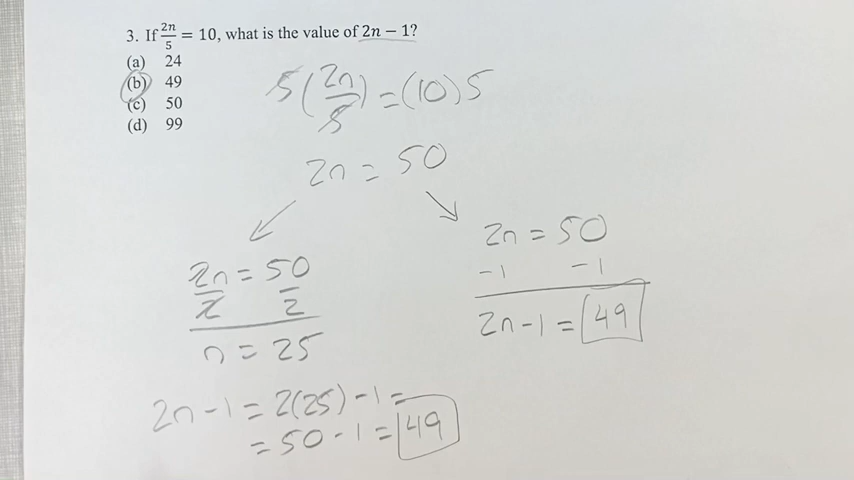 3. If 2n/5 = 10, what is the value of 2n − 1?
(a) 24
(b) 49
(c) 50
(d) 99
5(2n/5) = (10)5
2n = 50
2n = 50
2 2
n = 25
2n - 1 = 2(25) - 1 =
= 50 - 1 = 49
2n = 50
-1 -1
2n - 1 = 49